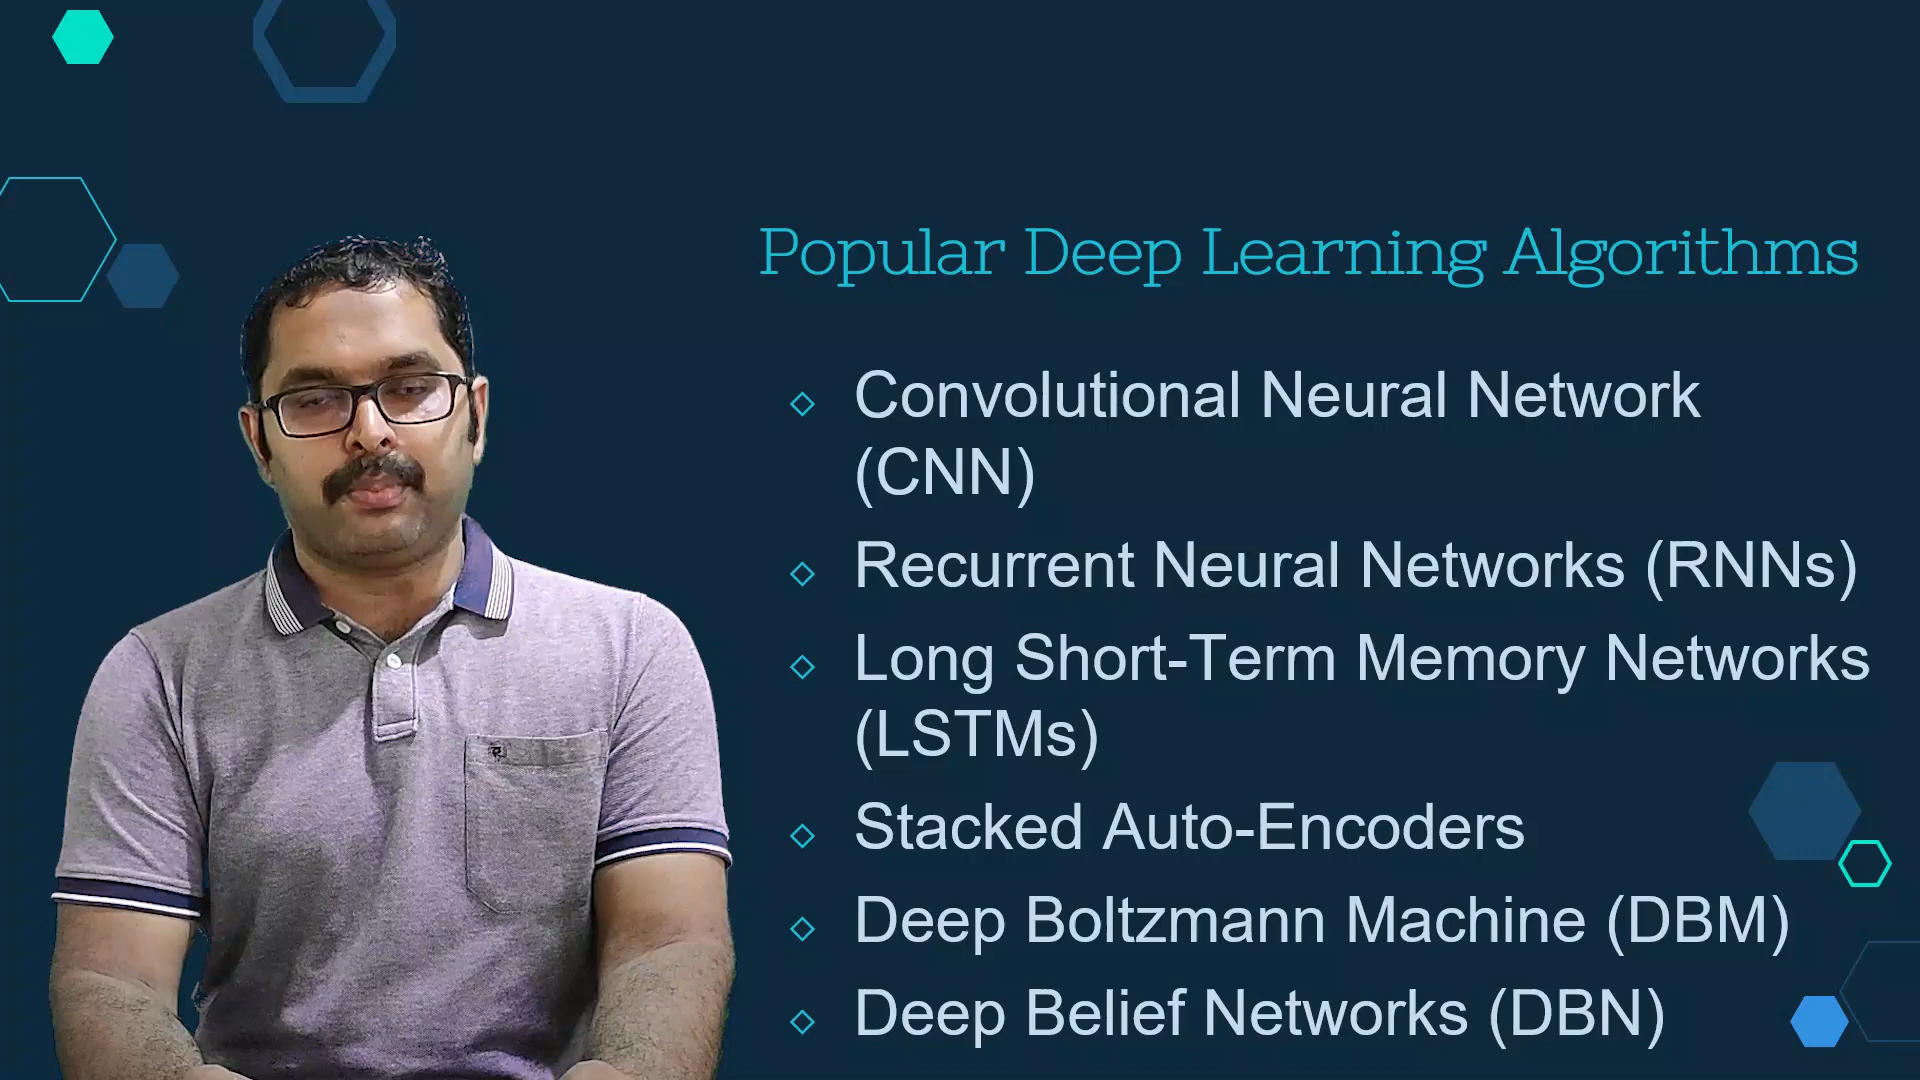 Popular Deep Learning Algorithms
Convolutional Neural Network
(CNN)
Recurrent Neural Networks (RNNs)
Long Short-Term Memory Networks
(LSTMs)
Stacked Auto-Encoders
Deep Boltzmann Machine (DBM)
Deep Belief Networks (DBN)